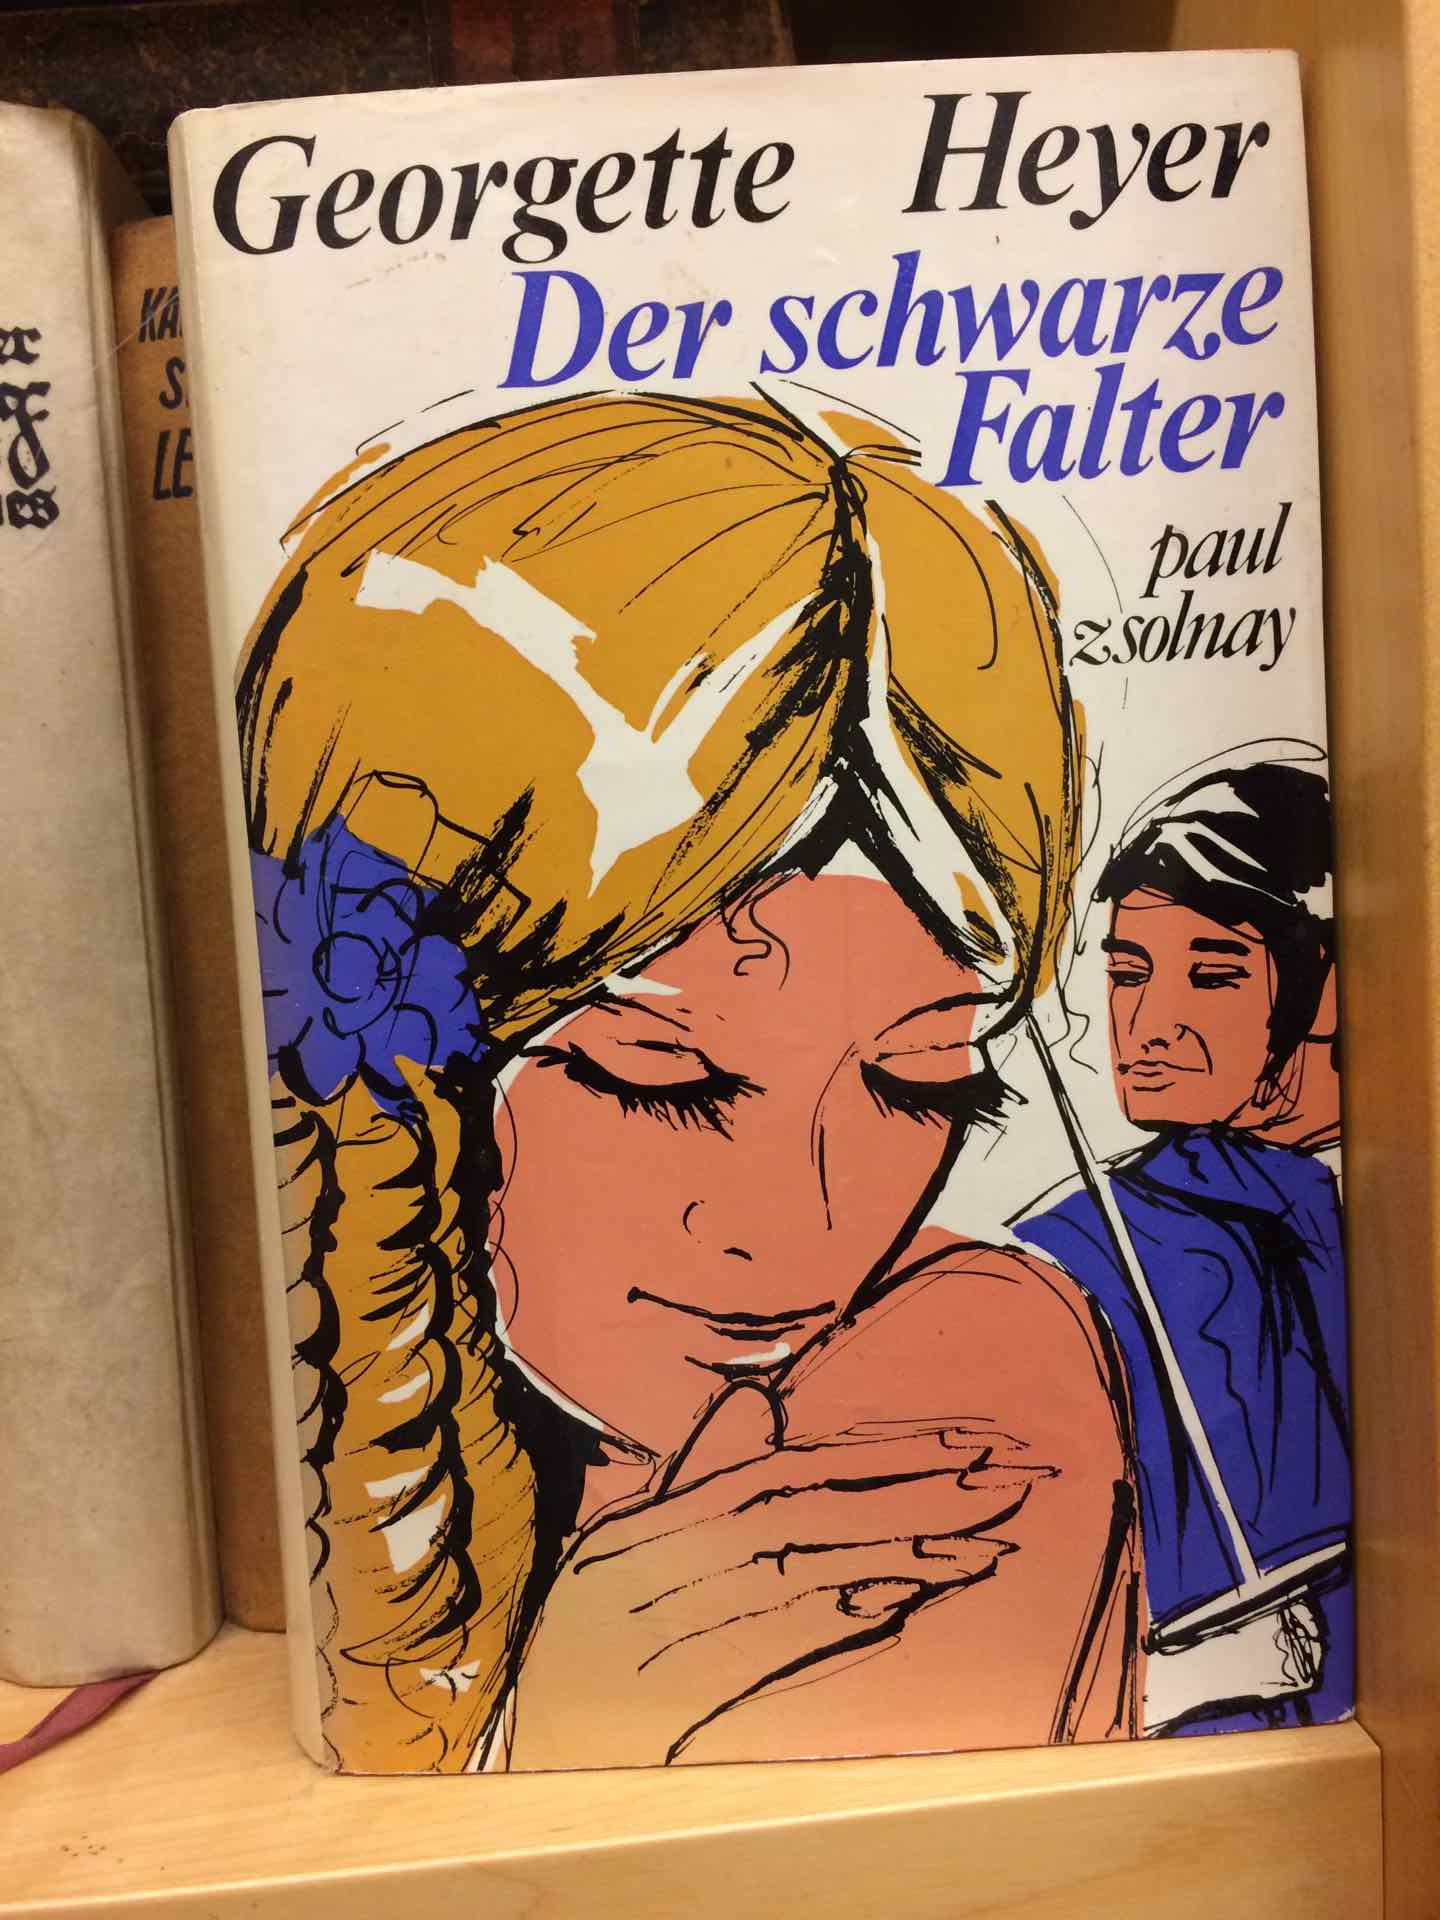 Georgette Heyer
Der schwarze
Falter
paul
zsolnay